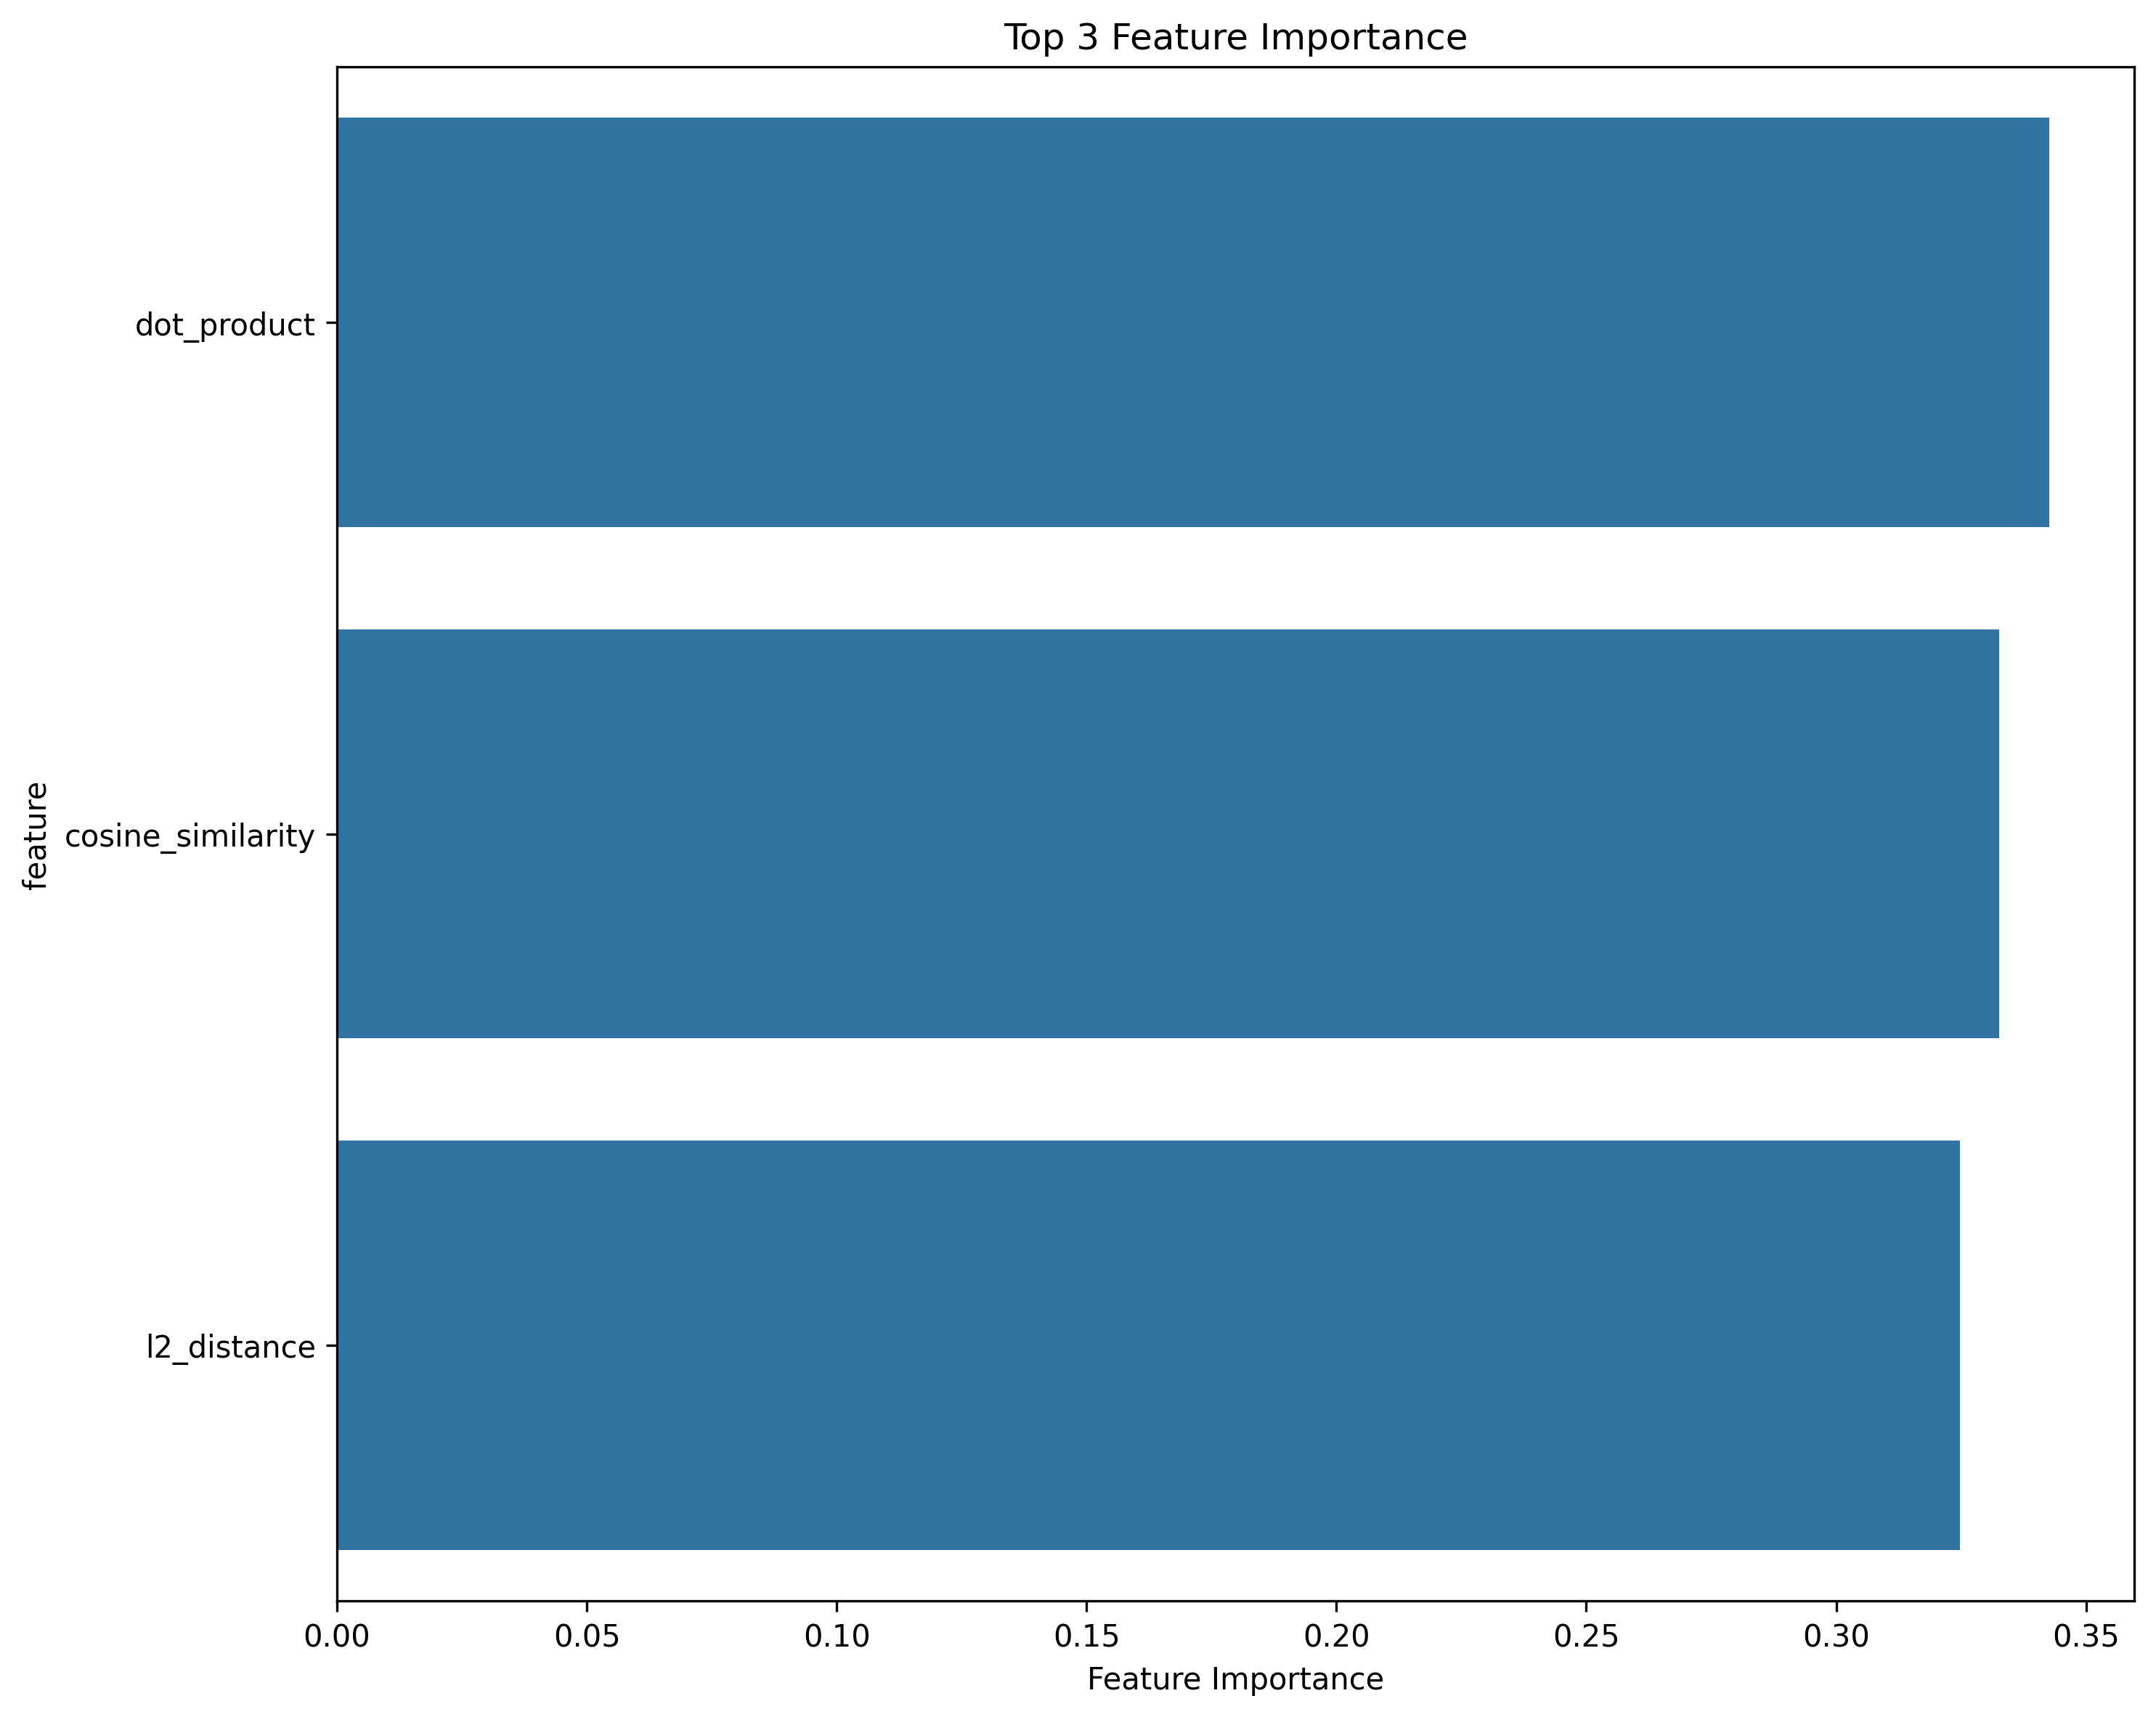 Top 3 Feature Importance
dot_product
cosine_similarity
l2_distance
feature
0.00 0.05 0.10 0.15 0.20 0.25 0.30 0.35
Feature Importance